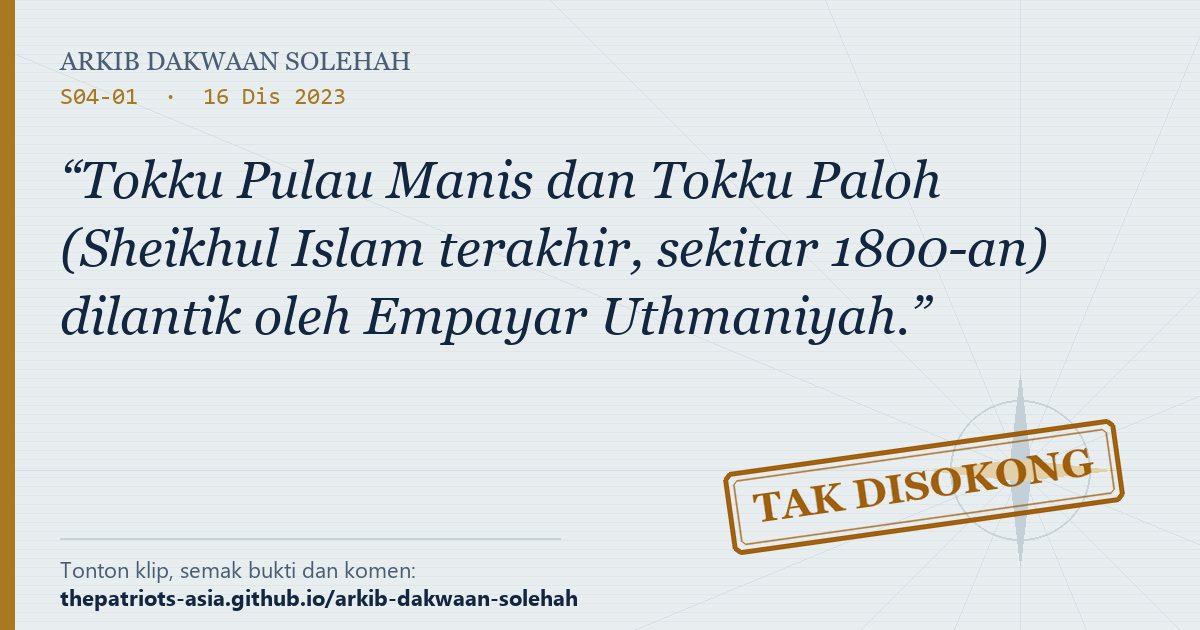 ARKIB DAKWAAN SOLEHAH
S04-01 · 16 Dis 2023
“Tokku Pulau Manis dan Tokku Paloh
(Sheikhul Islam terakhir, sekitar 1800-an)
dilantik oleh Empayar Uthmaniyah.”
TAK DISOKONG
Tonton klip, semak bukti dan komen:
thepatriots-asia.github.io/arkib-dakwaan-solehah